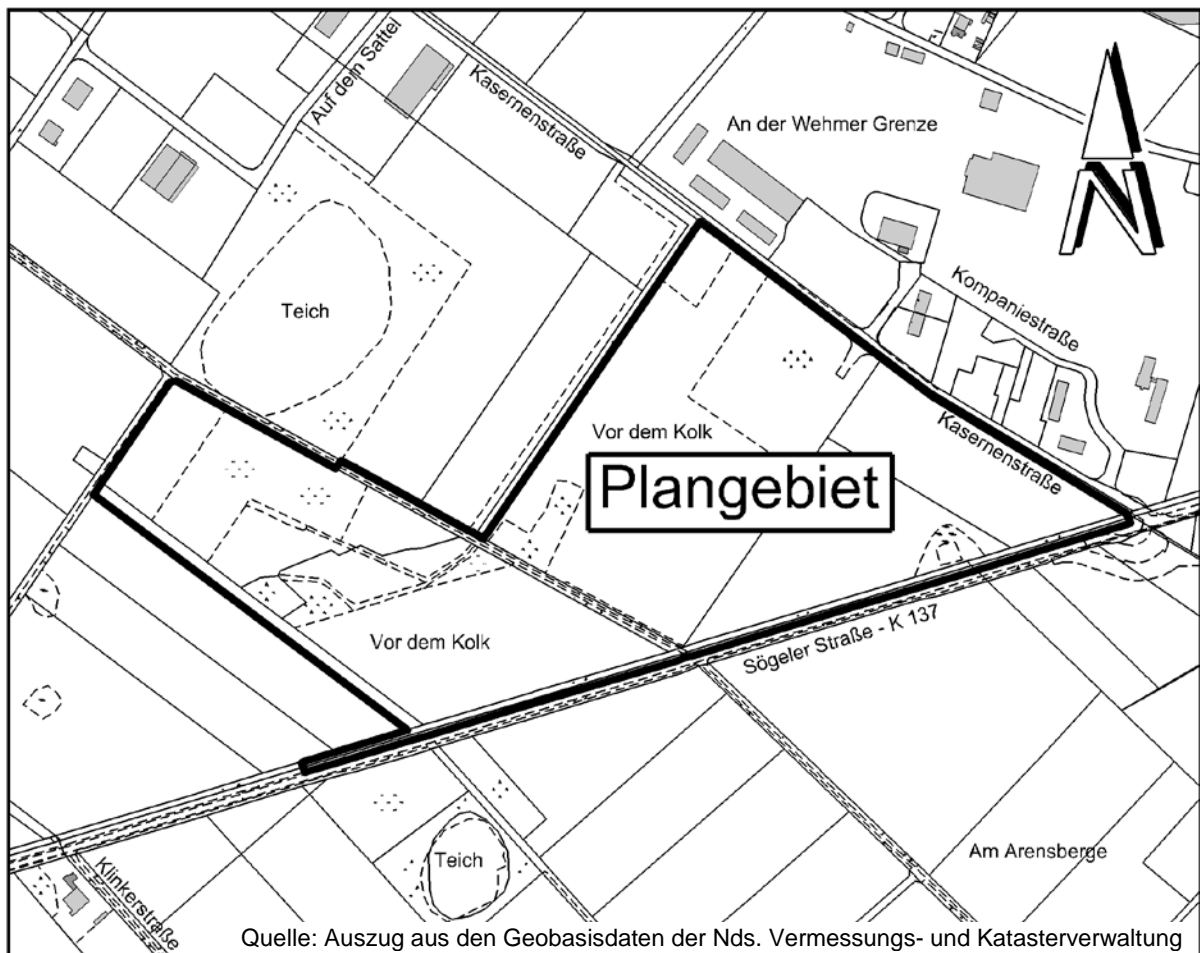 Auf dem Sattel
Kasernenstraße
An der Wehmer Grenze
N
Kompaniestraße
Teich
Vor dem Kolk
Kasernenstraße
Plangebiet
Vor dem Kolk
Sögeler Straße - K 137
Teich
Am Arensberge
Klinkerstraße
Quelle: Auszug aus den Geobasisdaten der Nds. Vermessungs- und Katasterverwaltung